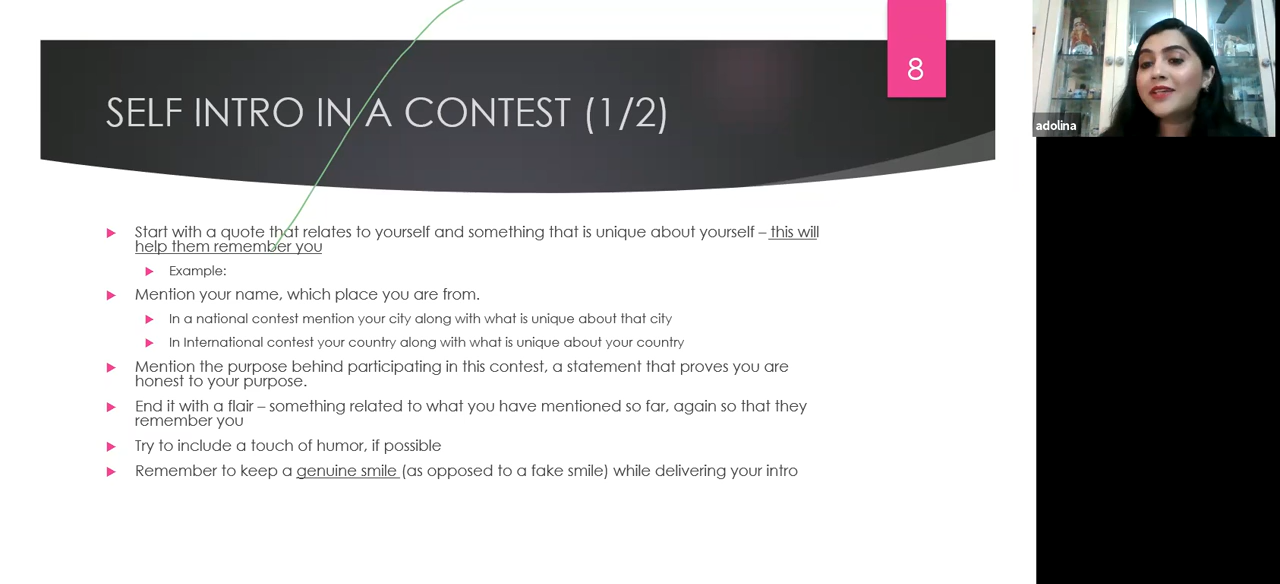 8
SELF INTRO IN A CONTEST (1/2)
adolina
Start with a quote that relates to yourself and something that is unique about yourself – this will
help them remember you
Example:
Mention your name, which place you are from.
In a national contest mention your city along with what is unique about that city
In International contest your country along with what is unique about your country
Mention the purpose behind participating in this contest, a statement that proves you are
honest to your purpose.
End it with a flair – something related to what you have mentioned so far, again so that they
remember you
Try to include a touch of humor, if possible
Remember to keep a genuine smile (as opposed to a fake smile) while delivering your intro